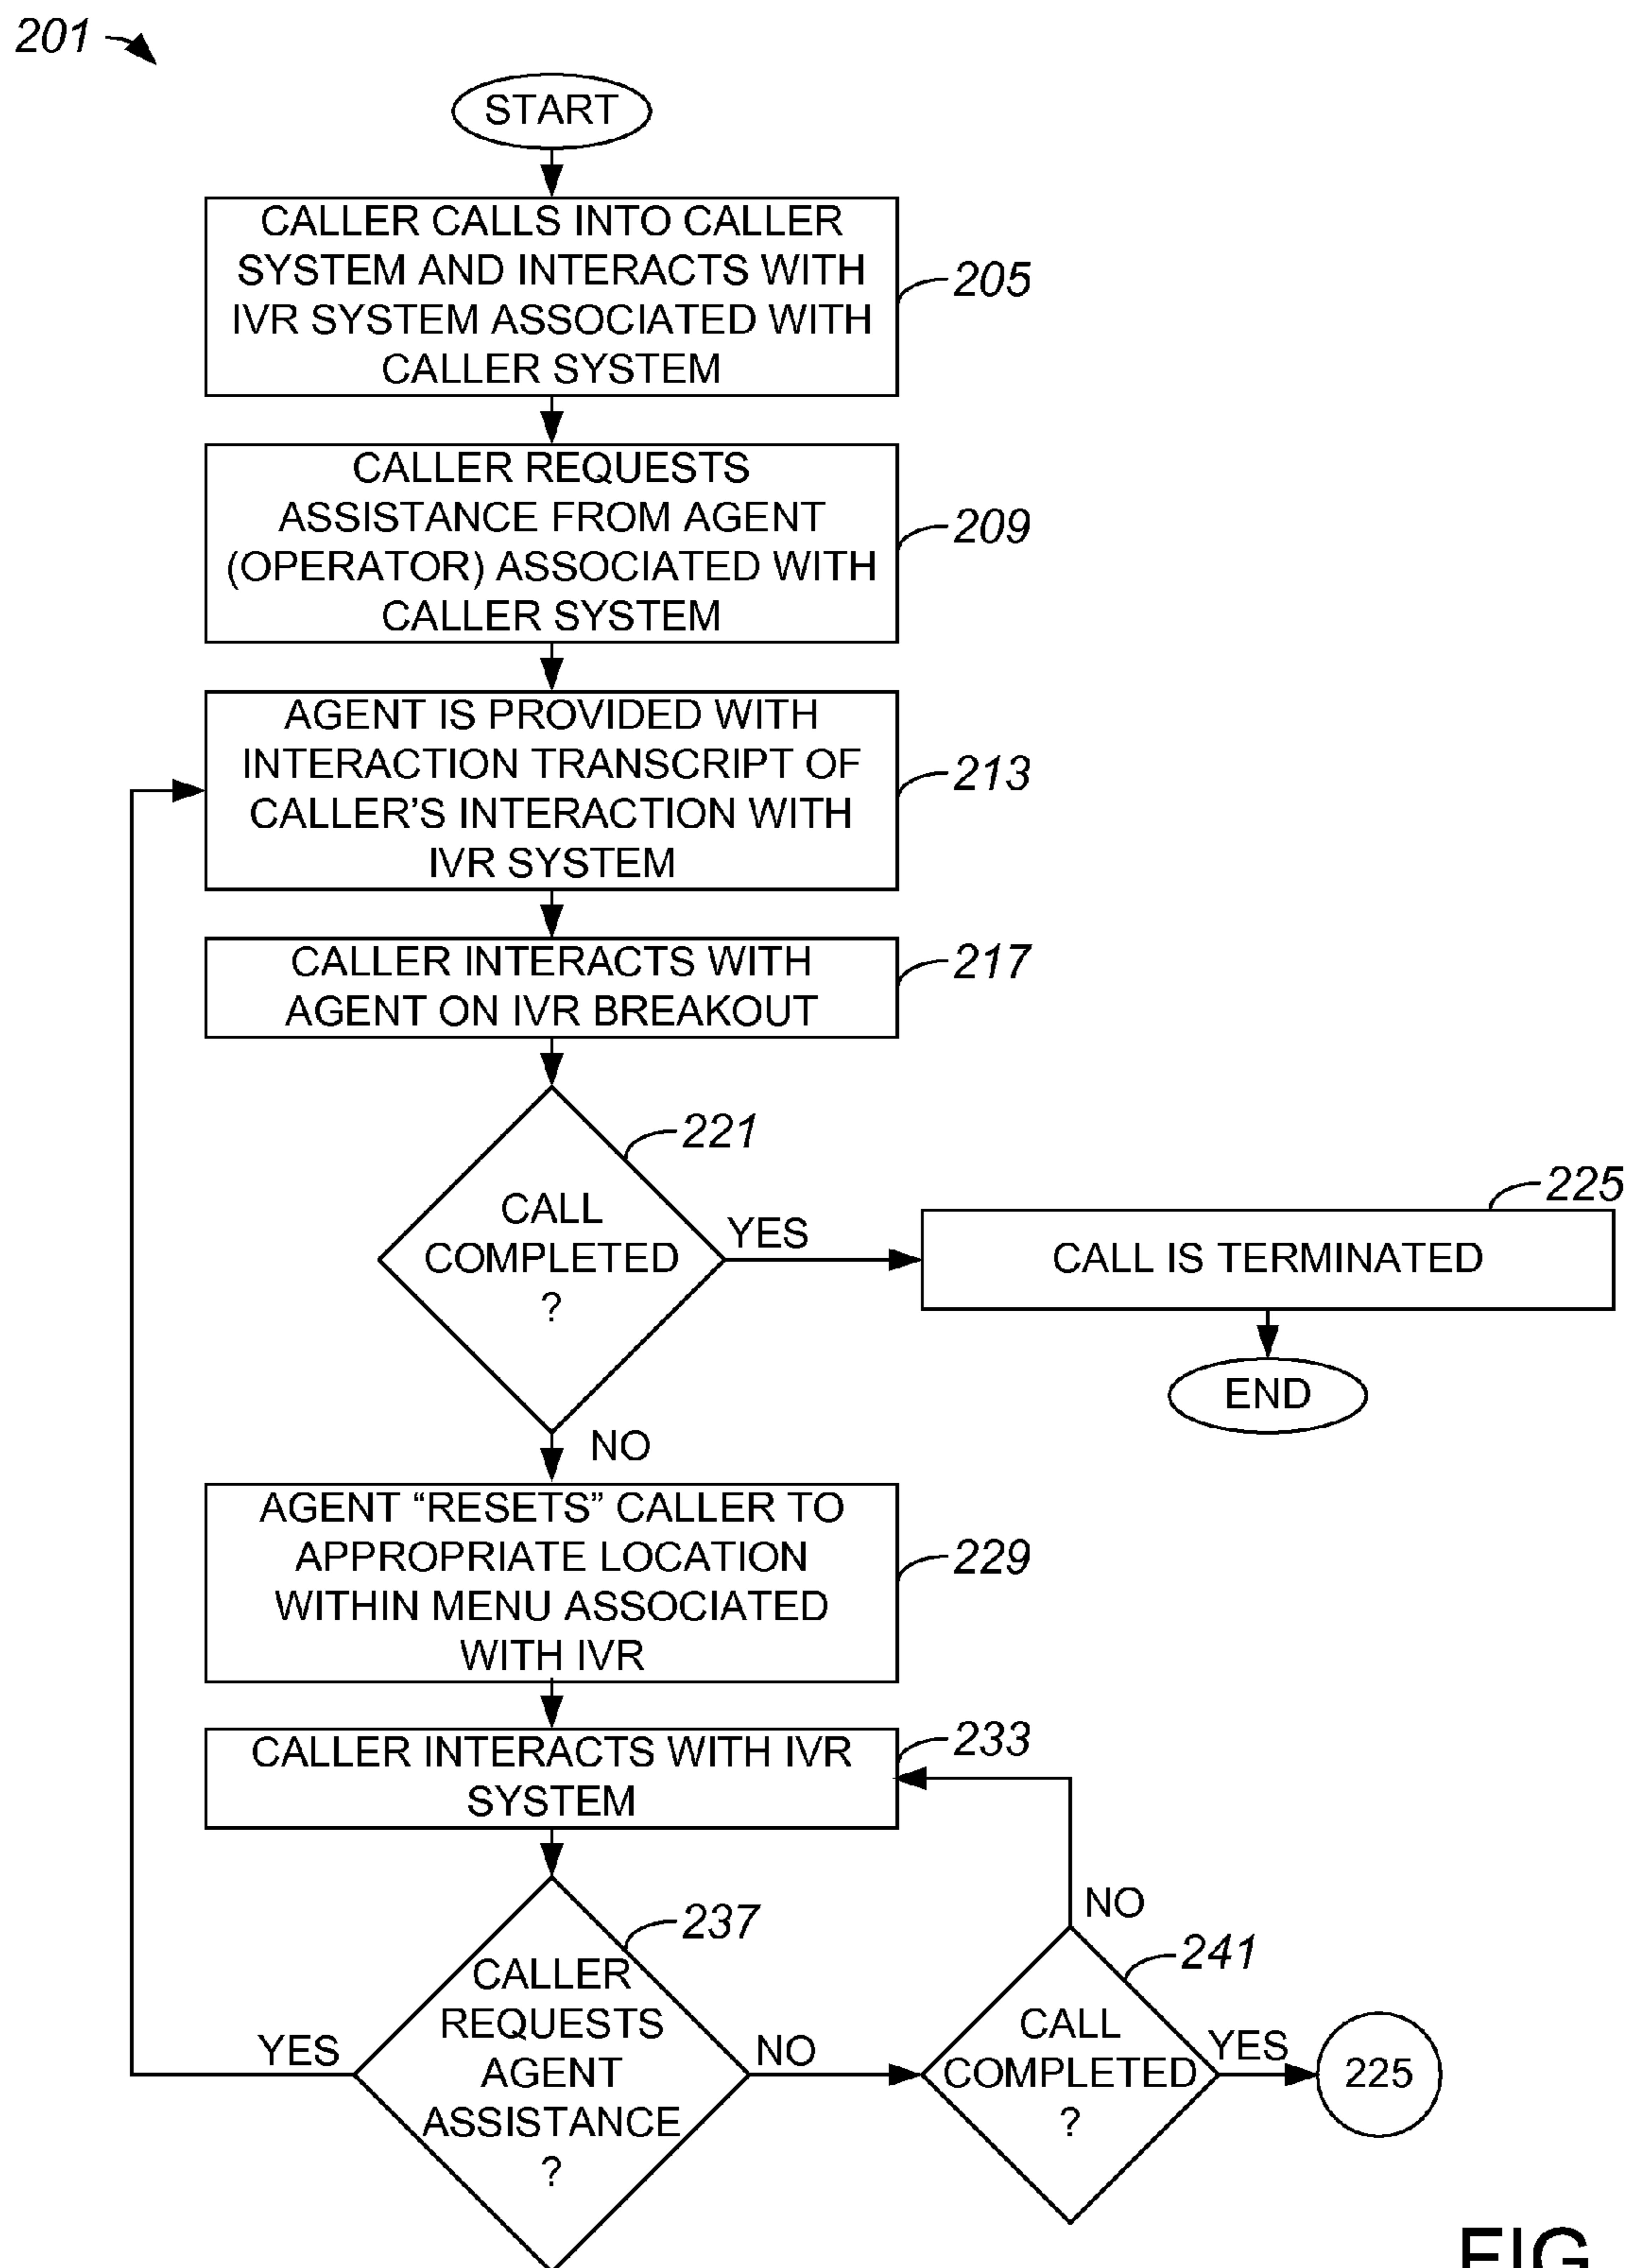 201
START
CALLER CALLS INTO CALLER
SYSTEM AND INTERACTS WITH
IVR SYSTEM ASSOCIATED WITH
CALLER SYSTEM
205
CALLER REQUESTS
ASSISTANCE FROM AGENT
(OPERATOR) ASSOCIATED WITH
CALLER SYSTEM
209
AGENT IS PROVIDED WITH
INTERACTION TRANSCRIPT OF
CALLER’S INTERACTION WITH
IVR SYSTEM
213
CALLER INTERACTS WITH
AGENT ON IVR BREAKOUT
217
221
CALL
COMPLETED
?
YES
225
CALL IS TERMINATED
END
NO
AGENT “RESETS” CALLER TO
APPROPRIATE LOCATION
WITHIN MENU ASSOCIATED
WITH IVR
229
CALLER INTERACTS WITH IVR
SYSTEM
233
237
CALLER
REQUESTS
AGENT
ASSISTANCE
?
YES
NO
NO
241
CALL
COMPLETED
?
YES
225
FIG